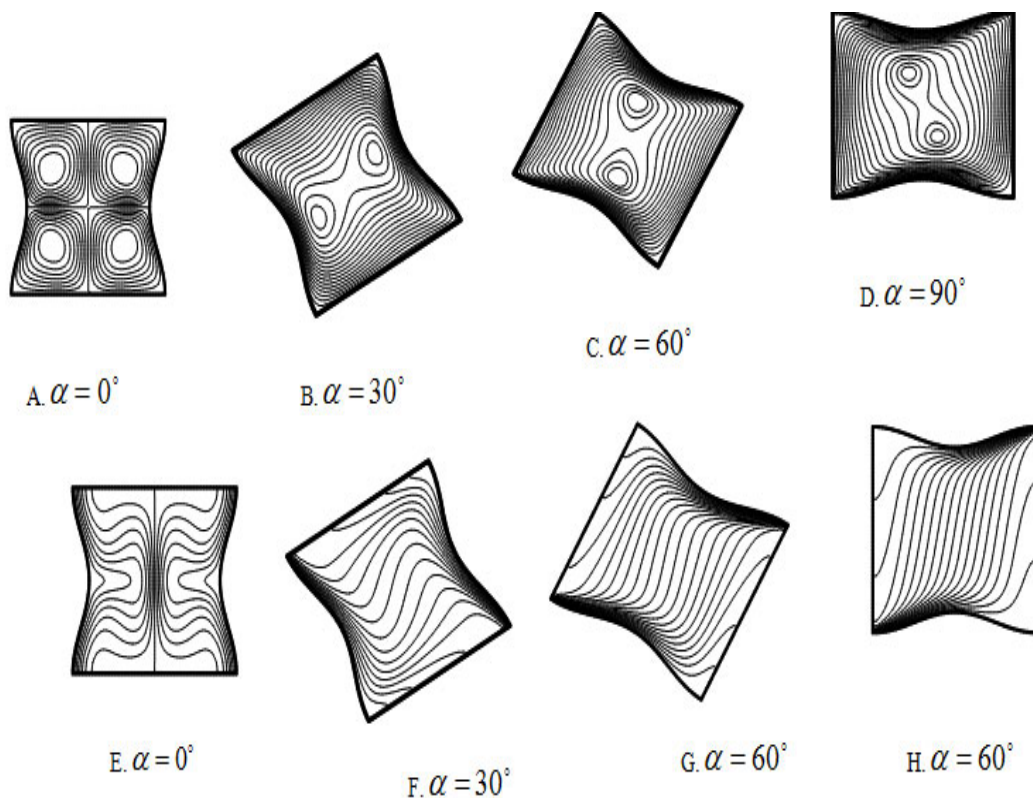 A. α = 0°
B. α = 30°
C. α = 60°
D. α = 90°
E. α = 0°
F. α = 30°
G. α = 60°
H. α = 60°